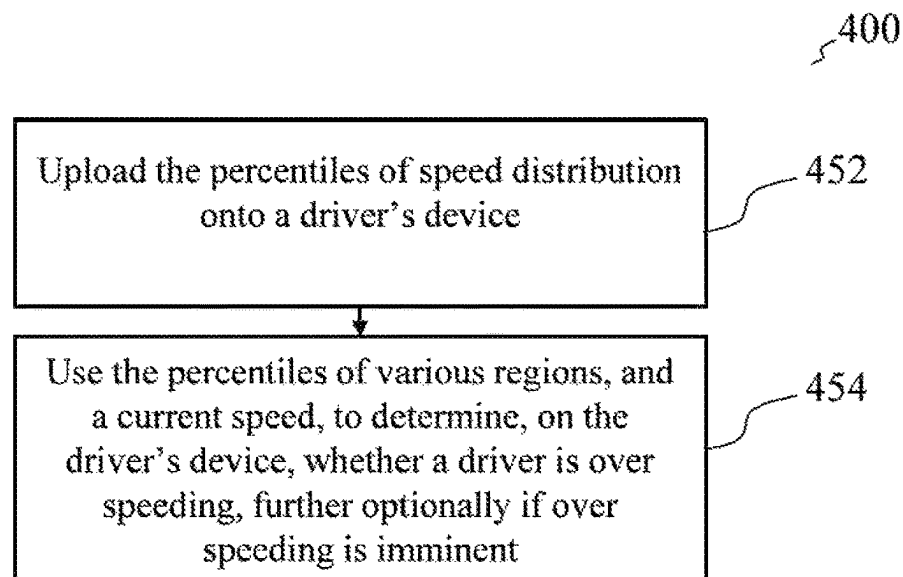 400
Upload the percentiles of speed distribution
onto a driver's device
452
Use the percentiles of various regions, and
a current speed, to determine, on the
driver's device, whether a driver is over
speeding, further optionally if over
speeding is imminent
454